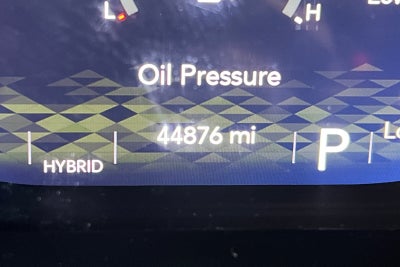 L H
Oil Pressure
44876 mi
HYBRID
P